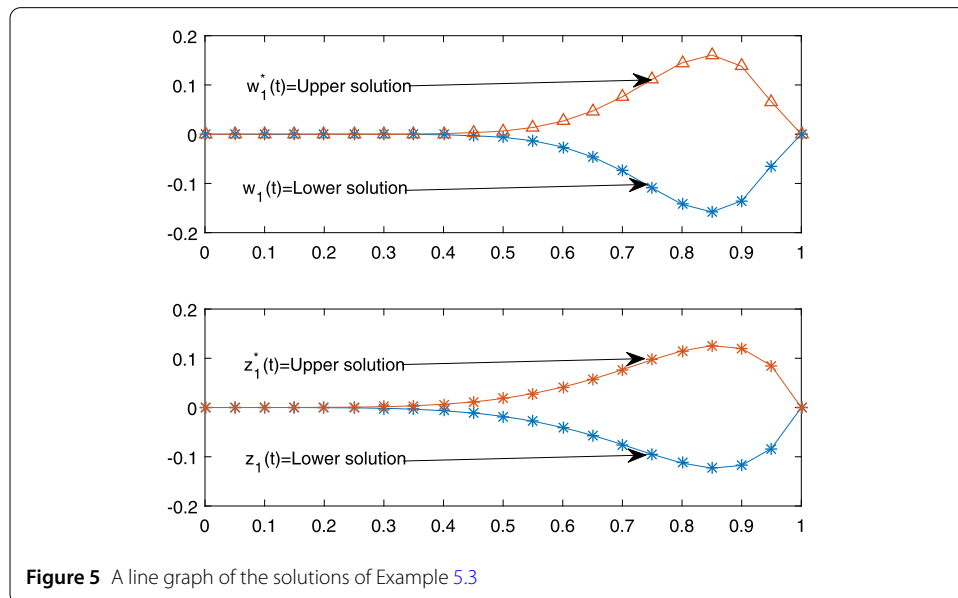 0.2
w*1(t)=Upper solution
0.1
0
w1(t)=Lower solution
-0.1
-0.2
0 0.1 0.2 0.3 0.4 0.5 0.6 0.7 0.8 0.9 1
0.2
z*1(t)=Upper solution
0.1
0
z1(t)=Lower solution
-0.1
-0.2
0 0.1 0.2 0.3 0.4 0.5 0.6 0.7 0.8 0.9 1
Figure 5 A line graph of the solutions of Example 5.3